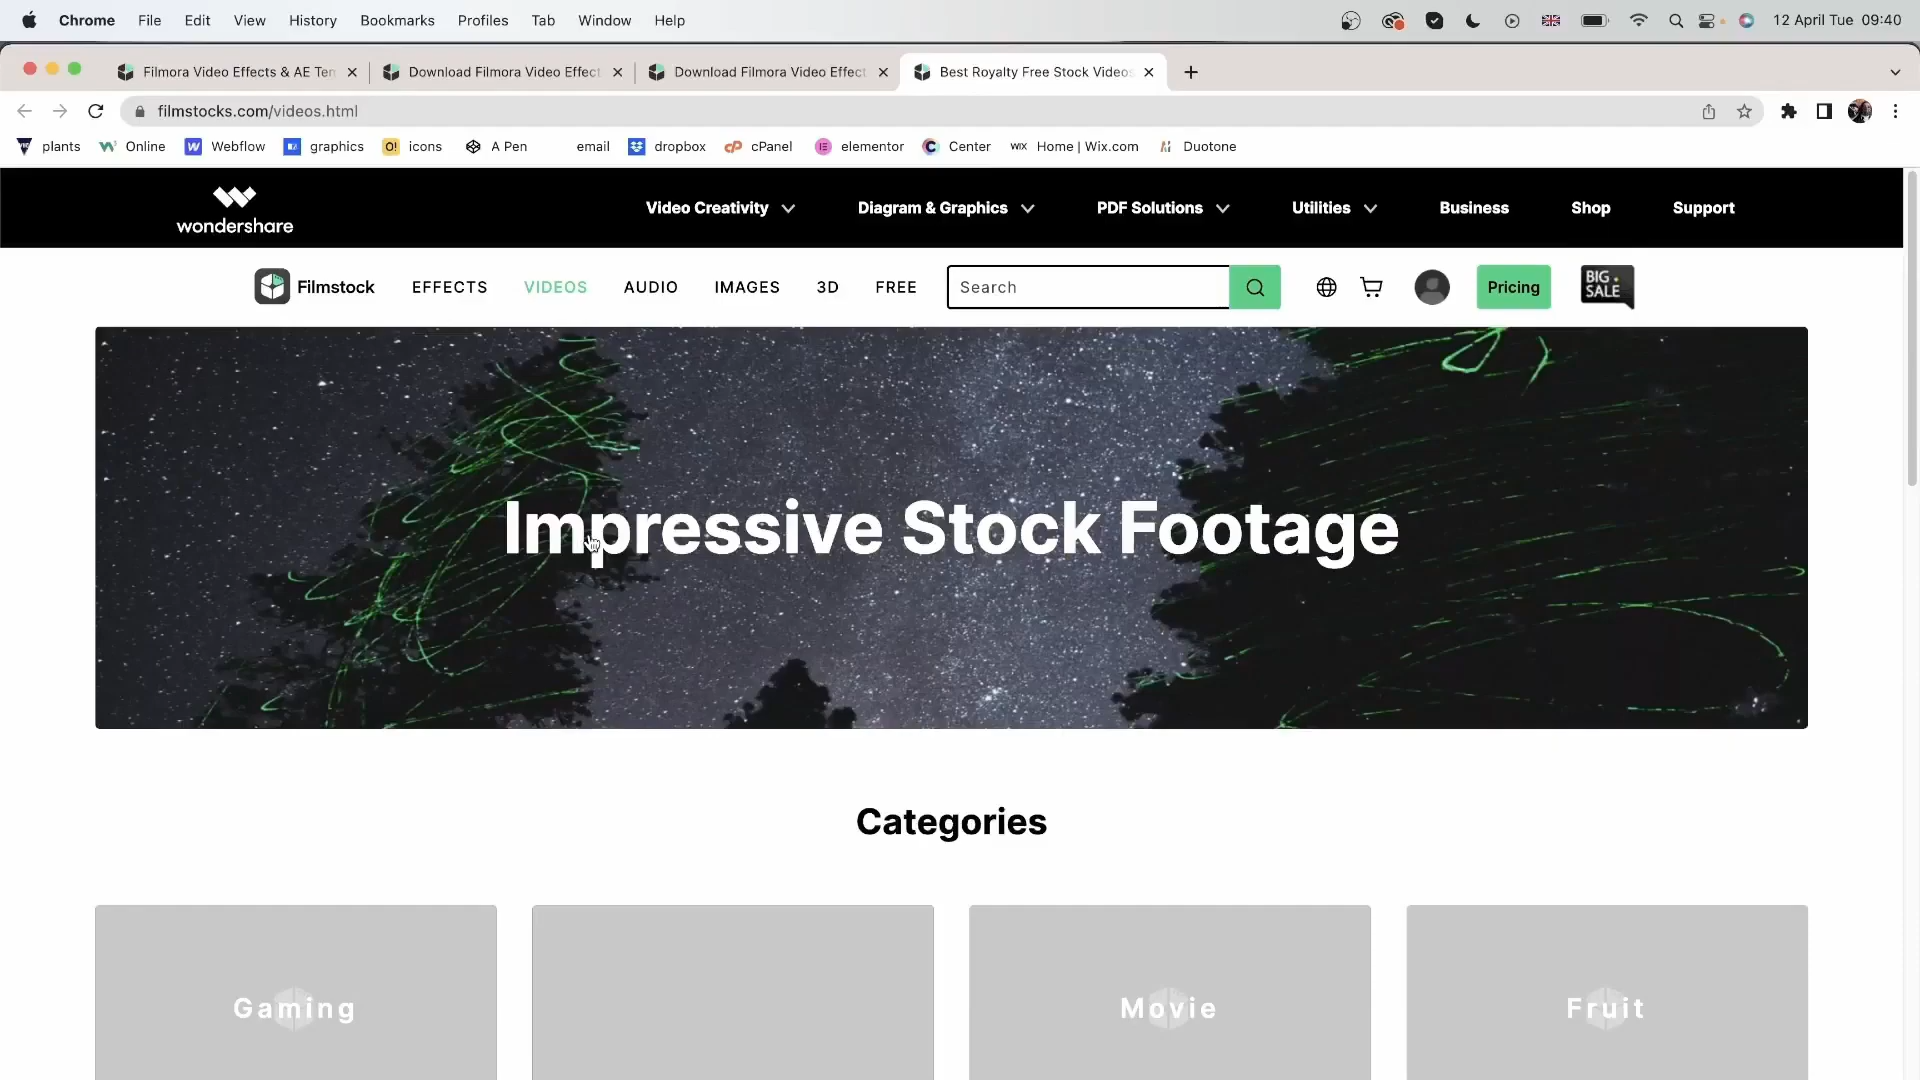 Chrome File Edit View History Bookmarks Profiles Tab Window Help 12 April Tue 09:40
Filmora Video Effects & AE Ten Download Filmora Video Effect Download Filmora Video Effect Best Royalty Free Stock Videos
filmstocks.com/videos.html
plants Online Webflow graphics icons A Pen email dropbox cPanel elementor Center Home | Wix.com Duotone
wondershare
Video Creativity Diagram & Graphics PDF Solutions Utilities Business Shop Support
Filmstock EFFECTS VIDEOS AUDIO IMAGES 3D FREE Search Pricing BIG SALE
Impressive Stock Footage
Categories
Gaming Movie Fruit